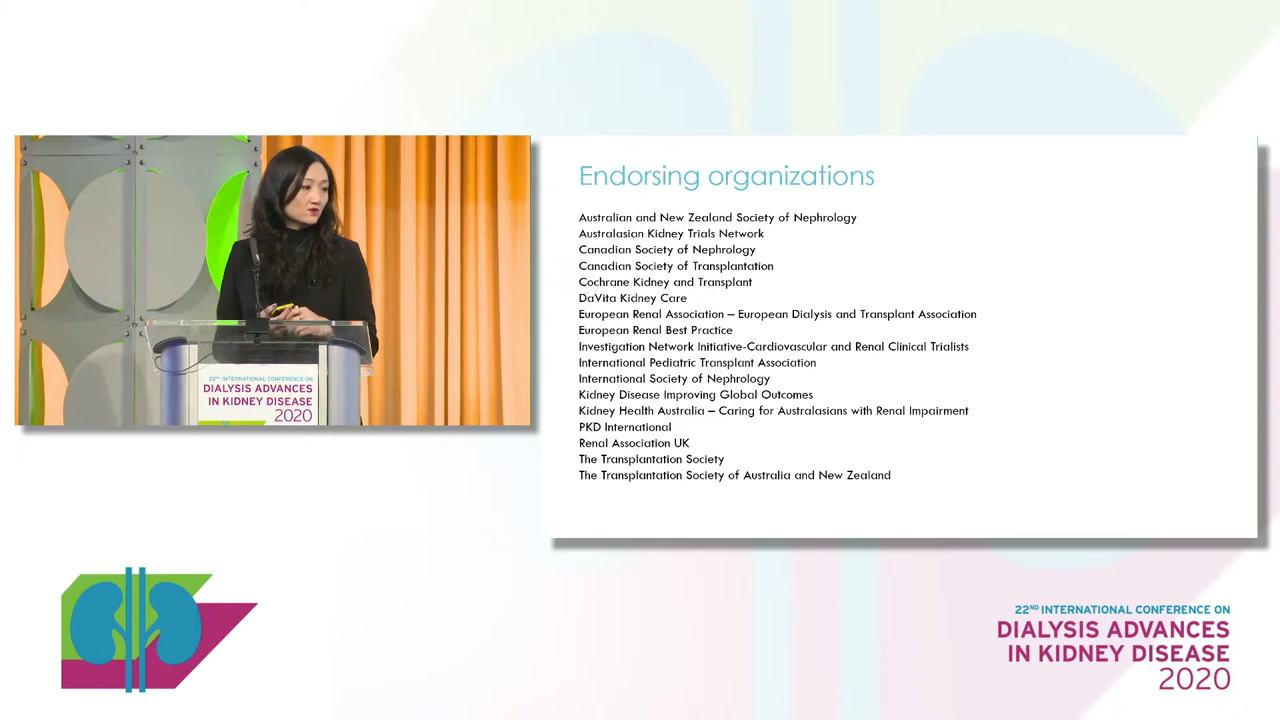 22ND INTERNATIONAL CONFERENCE ON
DIALYSIS ADVANCES
IN KIDNEY DISEASE
2020
Endorsing organizations
Australian and New Zealand Society of Nephrology
Australasian Kidney Trials Network
Canadian Society of Nephrology
Canadian Society of Transplantation
Cochrane Kidney and Transplant
DaVita Kidney Care
European Renal Association – European Dialysis and Transplant Association
European Renal Best Practice
Investigation Network Initiative-Cardiovascular and Renal Clinical Trialists
International Pediatric Transplant Association
International Society of Nephrology
Kidney Disease Improving Global Outcomes
Kidney Health Australia – Caring for Australasians with Renal Impairment
PKD International
Renal Association UK
The Transplantation Society
The Transplantation Society of Australia and New Zealand
22ND INTERNATIONAL CONFERENCE ON
DIALYSIS ADVANCES
IN KIDNEY DISEASE
2020